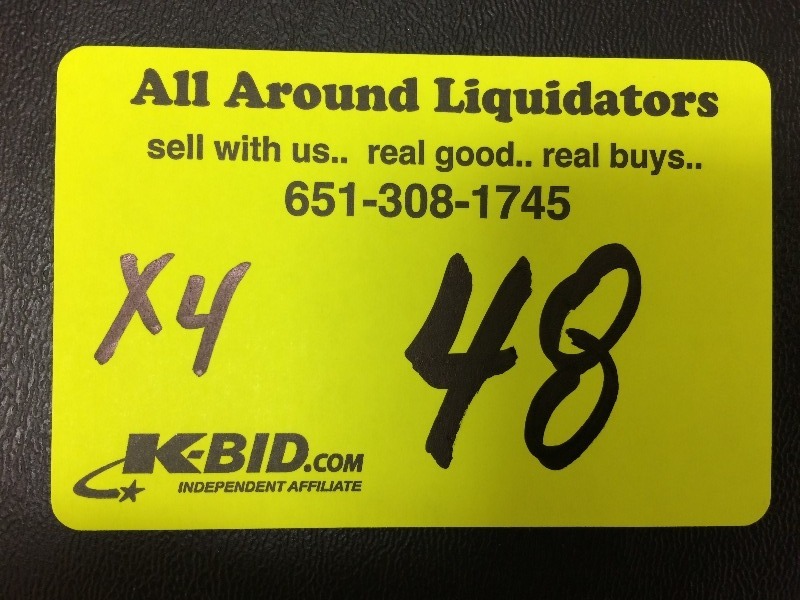 All Around Liquidators
sell with us.. real good.. real buys..
651-308-1745
X4 48
K-BID.COM
INDEPENDENT AFFILIATE